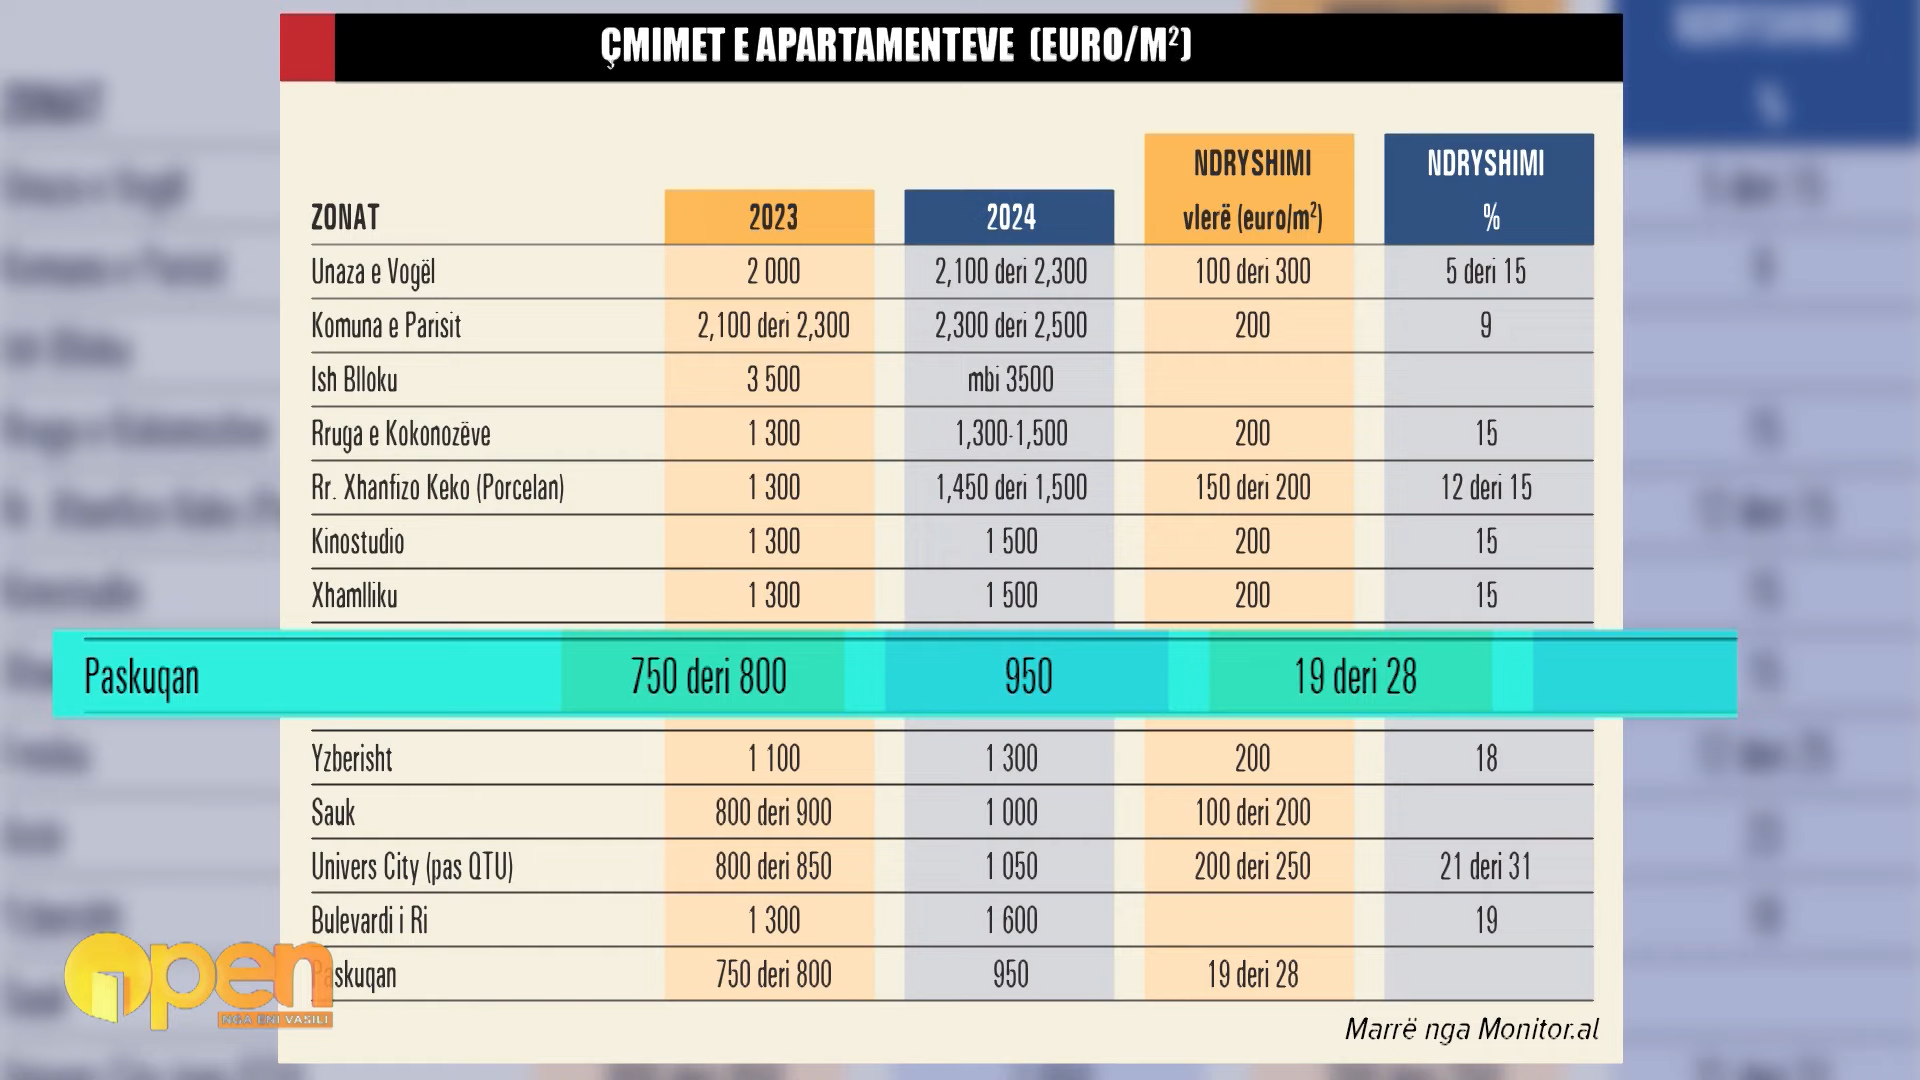 ÇMIMET E APARTAMENTEVE (EURO/M²)
ZONAT 2023 2024 NDRYSHIMI vlerë (euro/m²) NDRYSHIMI %
Unaza e Vogël 2 000 2,100 deri 2,300 100 deri 300 5 deri 15
Komuna e Parisit 2,100 deri 2,300 2,300 deri 2,500 200 9
Ish Blloku 3 500 mbi 3500
Rruga e Kokonozëve 1 300 1,300-1,500 200 15
Rr. Xhanfizo Keko (Porcelan) 1 300 1,450 deri 1,500 150 deri 200 12 deri 15
Kinostudio 1 300 1 500 200 15
Xhamlliku 1 300 1 500 200 15
Paskuqan 750 deri 800 950 19 deri 28
Yzberisht 1 100 1 300 200 18
Sauk 800 deri 900 1 000 100 deri 200
Univers City (pas QTU) 800 deri 850 1 050 200 deri 250 21 deri 31
Bulevardi i Ri 1 300 1 600 19
Paskuqan 750 deri 800 950 19 deri 28
Marrë nga Monitor.al
Open
NGA ENI VASILI